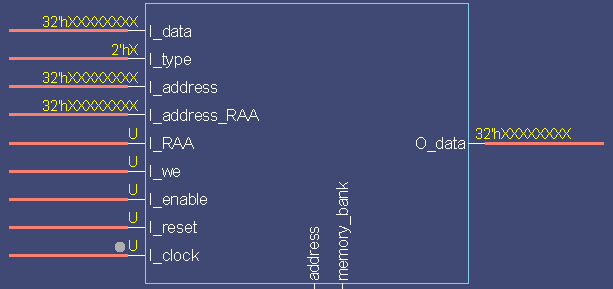 32'hXXXXXXXX
I_data
2'hX
I_type
32'hXXXXXXXX
I_address
32'hXXXXXXXX
I_address_RAA
U
I_RAA
32'hXXXXXXXX
O_data
U
I_we
U
I_enable
U
I_reset
U
I_clock
address
memory_bank